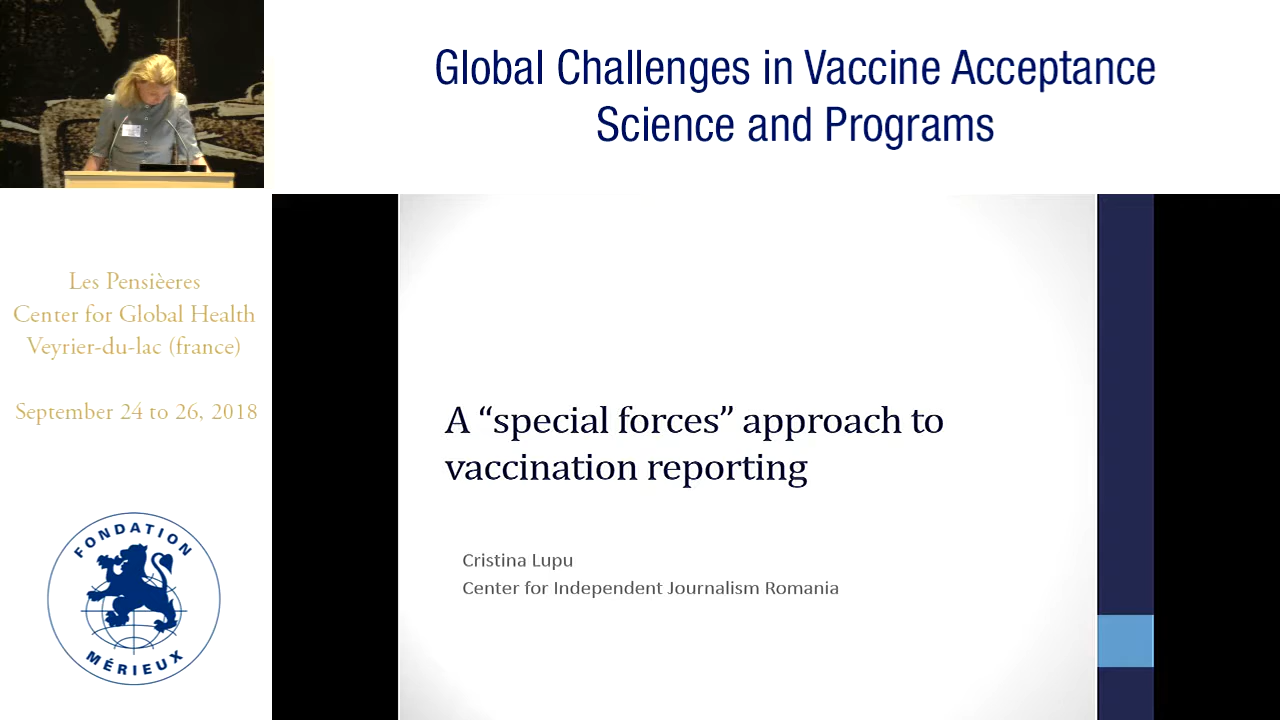 Global Challenges in Vaccine Acceptance
Science and Programs
Les Pensièeres
Center for Global Health
Veyrier-du-lac (france)
September 24 to 26, 2018
FONDATION
MÉRIEUX
A “special forces” approach to
vaccination reporting
Cristina Lupu
Center for Independent Journalism Romania